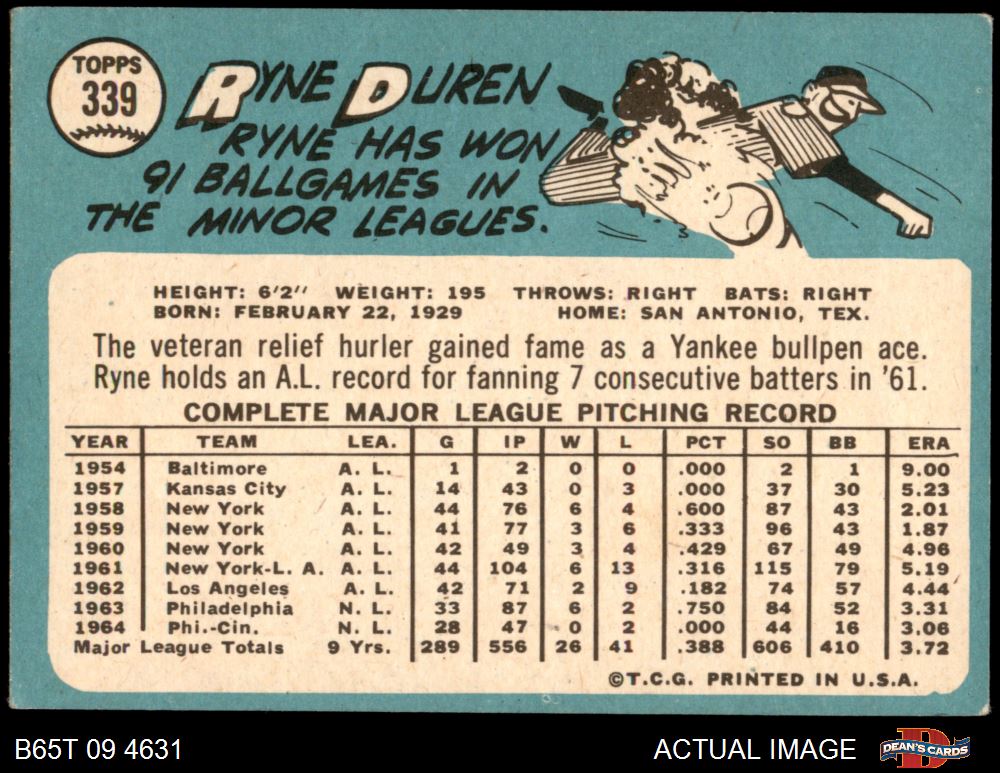 TOPPS
339
RYNE DUREN
RYNE HAS WON
91 BALLGAMES IN
THE MINOR LEAGUES.
HEIGHT: 6'2" WEIGHT: 195 THROWS: RIGHT BATS: RIGHT
BORN: FEBRUARY 22, 1929 HOME: SAN ANTONIO, TEX.
The veteran relief hurler gained fame as a Yankee bullpen ace.
Ryne holds an A.L. record for fanning 7 consecutive batters in '61.
COMPLETE MAJOR LEAGUE PITCHING RECORD
YEAR TEAM LEA. G IP W L PCT SO BB ERA
1954 Baltimore A. L. 1 2 0 0 .000 2 1 9.00
1957 Kansas City A. L. 14 43 0 3 .000 37 30 5.23
1958 New York A. L. 44 76 6 4 .600 87 43 2.01
1959 New York A. L. 41 77 3 6 .333 96 43 1.87
1960 New York A. L. 42 49 3 4 .429 67 49 4.96
1961 New York-L. A. A. L. 44 104 6 13 .316 115 79 5.19
1962 Los Angeles A. L. 42 71 2 9 .182 74 57 4.44
1963 Philadelphia N. L. 33 87 6 2 .750 84 52 3.31
1964 Phi.-Cin. N. L. 28 47 0 2 .000 44 16 3.06
Major League Totals 9 Yrs. 289 556 26 41 .388 606 410 3.72
©T.C.G. PRINTED IN U.S.A.
B65T 09 4631 ACTUAL IMAGE DEAN'S CARDS